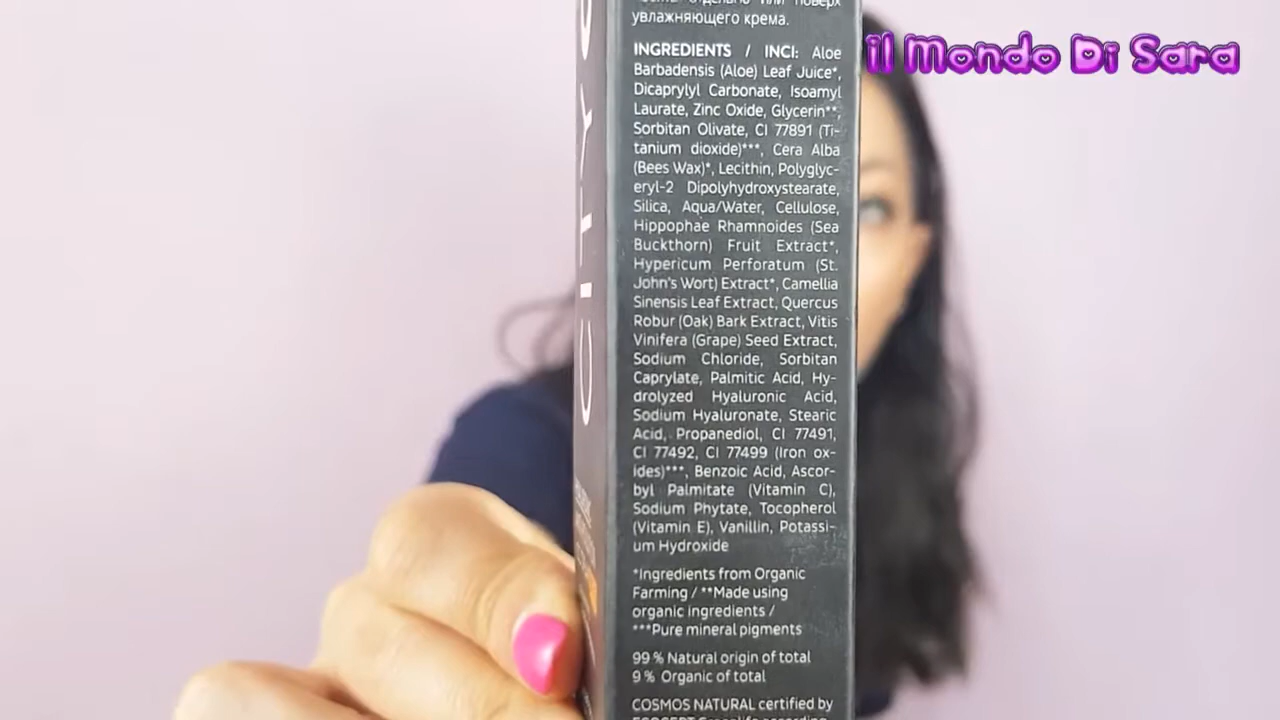 увлажняющего крема.
il Mondo Di Sara
INGREDIENTS / INCI: Aloe
Barbadensis (Aloe) Leaf Juice*,
Dicaprylyl Carbonate, Isoamyl
Laurate, Zinc Oxide, Glycerin**,
Sorbitan Olivate, CI 77891 (Ti-
tanium dioxide)***, Cera Alba
(Bees Wax)*, Lecithin, Polyglyc-
eryl-2 Dipolyhydroxystearate,
Silica, Aqua/Water, Cellulose,
Hippophae Rhamnoides (Sea
Buckthorn) Fruit Extract*,
Hypericum Perforatum (St.
John's Wort) Extract*, Camellia
Sinensis Leaf Extract, Quercus
Robur (Oak) Bark Extract, Vitis
Vinifera (Grape) Seed Extract,
Sodium Chloride, Sorbitan
Caprylate, Palmitic Acid, Hy-
drolyzed Hyaluronic Acid,
Sodium Hyaluronate, Stearic
Acid, Propanediol, CI 77491,
CI 77492, CI 77499 (Iron ox-
ides)***, Benzoic Acid, Ascor-
byl Palmitate (Vitamin C),
Sodium Phytate, Tocopherol
(Vitamin E), Vanillin, Potassi-
um Hydroxide
*Ingredients from Organic
Farming / **Made using
organic ingredients /
***Pure mineral pigments
99 % Natural origin of total
9 % Organic of total
COSMOS NATURAL certified by